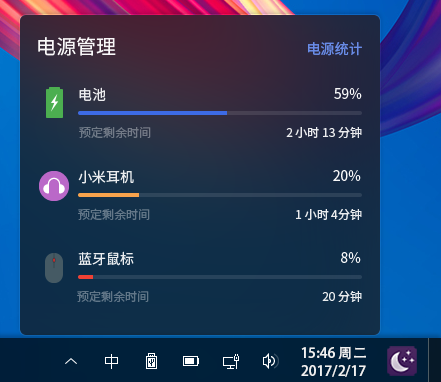 电源管理 电源统计
电池 59%
预定剩余时间 2 小时 13 分钟
小米耳机 20%
预定剩余时间 1 小时 4分钟
蓝牙鼠标 8%
预定剩余时间 20 分钟
中 15:46 周二
2017/2/17